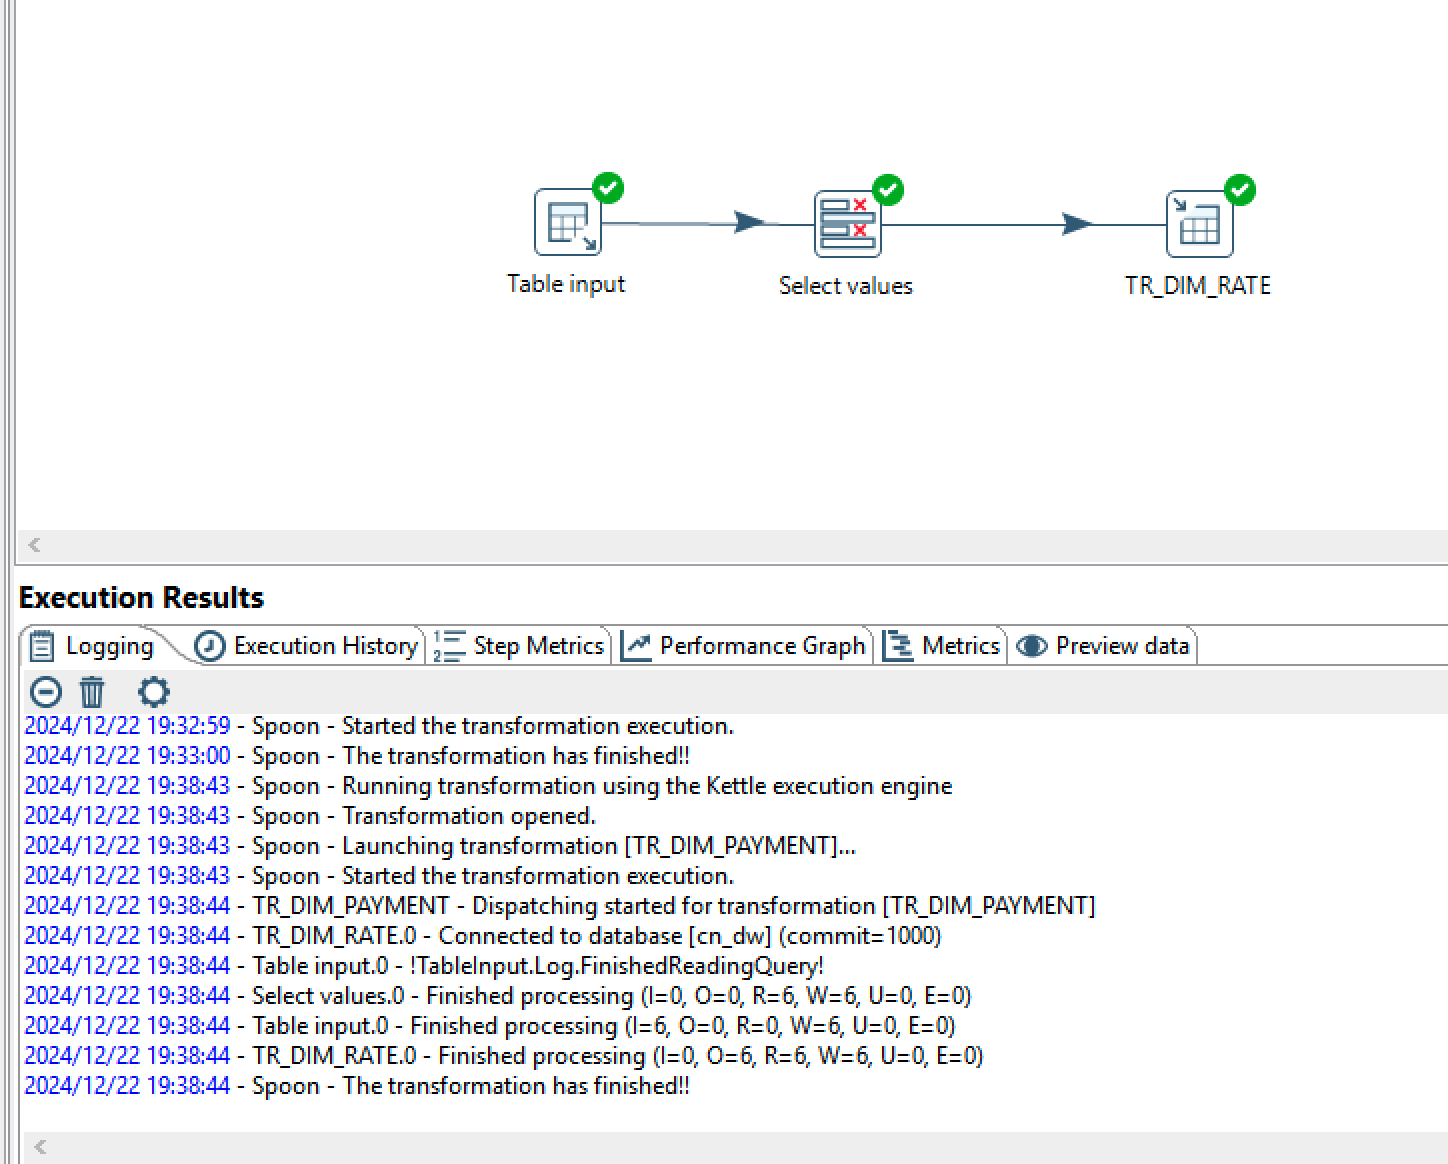 Table input
Select values
TR_DIM_RATE
Execution Results
Logging
Execution History
Step Metrics
Performance Graph
Metrics
Preview data
2024/12/22 19:32:59 - Spoon - Started the transformation execution.
2024/12/22 19:33:00 - Spoon - The transformation has finished!!
2024/12/22 19:38:43 - Spoon - Running transformation using the Kettle execution engine
2024/12/22 19:38:43 - Spoon - Transformation opened.
2024/12/22 19:38:43 - Spoon - Launching transformation [TR_DIM_PAYMENT]...
2024/12/22 19:38:43 - Spoon - Started the transformation execution.
2024/12/22 19:38:44 - TR_DIM_PAYMENT - Dispatching started for transformation [TR_DIM_PAYMENT]
2024/12/22 19:38:44 - TR_DIM_RATE.0 - Connected to database [cn_dw] (commit=1000)
2024/12/22 19:38:44 - Table input.0 - !TableInput.Log.FinishedReadingQuery!
2024/12/22 19:38:44 - Select values.0 - Finished processing (I=0, O=0, R=6, W=6, U=0, E=0)
2024/12/22 19:38:44 - Table input.0 - Finished processing (I=6, O=0, R=0, W=6, U=0, E=0)
2024/12/22 19:38:44 - TR_DIM_RATE.0 - Finished processing (I=0, O=6, R=6, W=6, U=0, E=0)
2024/12/22 19:38:44 - Spoon - The transformation has finished!!